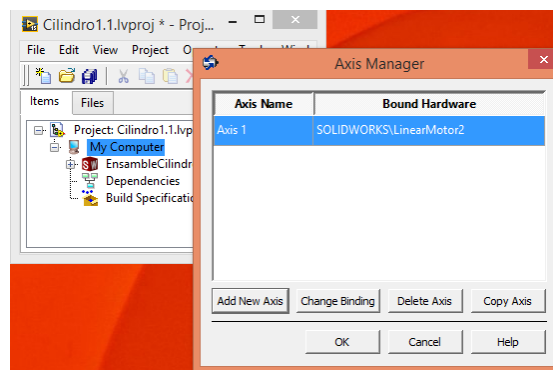 Cilindro1.1.lvproj * - Proj...
File Edit View Project
Items Files
Project: Cilindro1.1.lvp
My Computer
EnsambleCilindr
Dependencies
Build Specificatio
Axis Manager
Axis Name Bound Hardware
Axis 1 SOLIDWORKS\LinearMotor2
Add New Axis Change Binding Delete Axis Copy Axis
OK Cancel Help